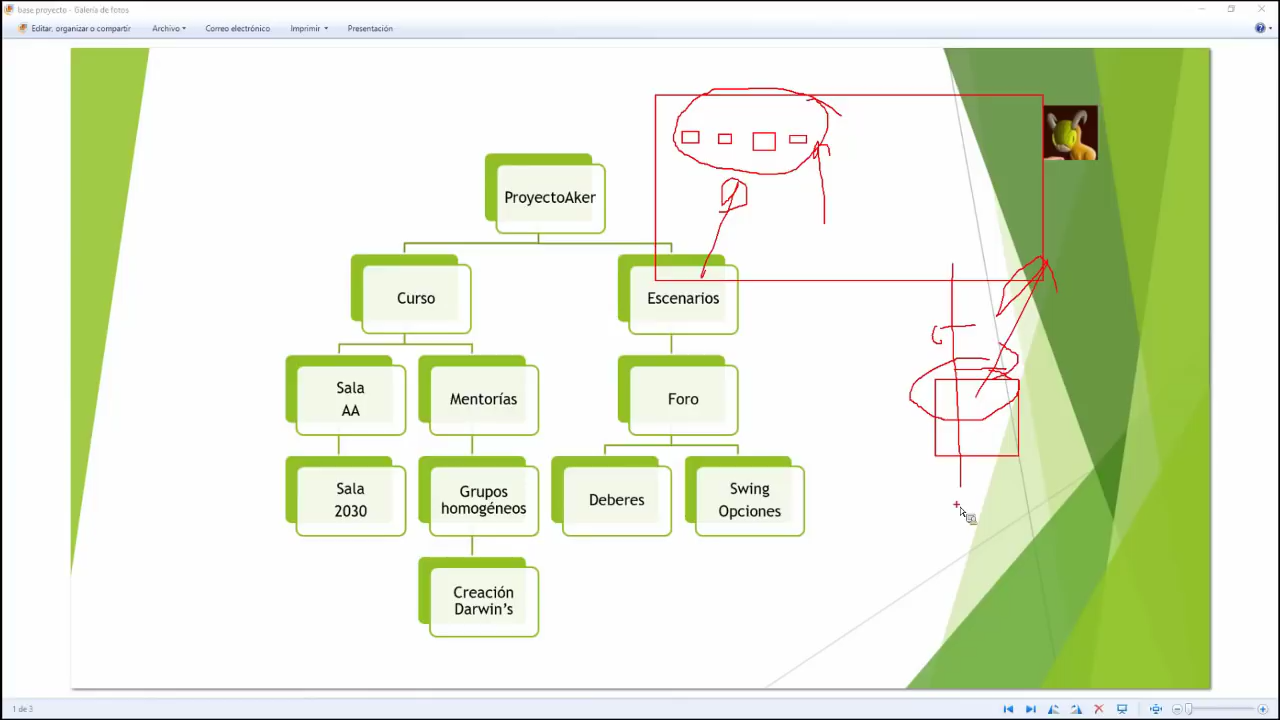 base proyecto - Galería de fotos
Editar, organizar o compartir
Archivo
Correo electrónico
Imprimir
Presentación
ProyectoAker
Curso
Escenarios
Sala
AA
Mentorías
Foro
Sala
2030
Grupos
homogéneos
Deberes
Swing
Opciones
Creación
Darwin’s
1 de 3